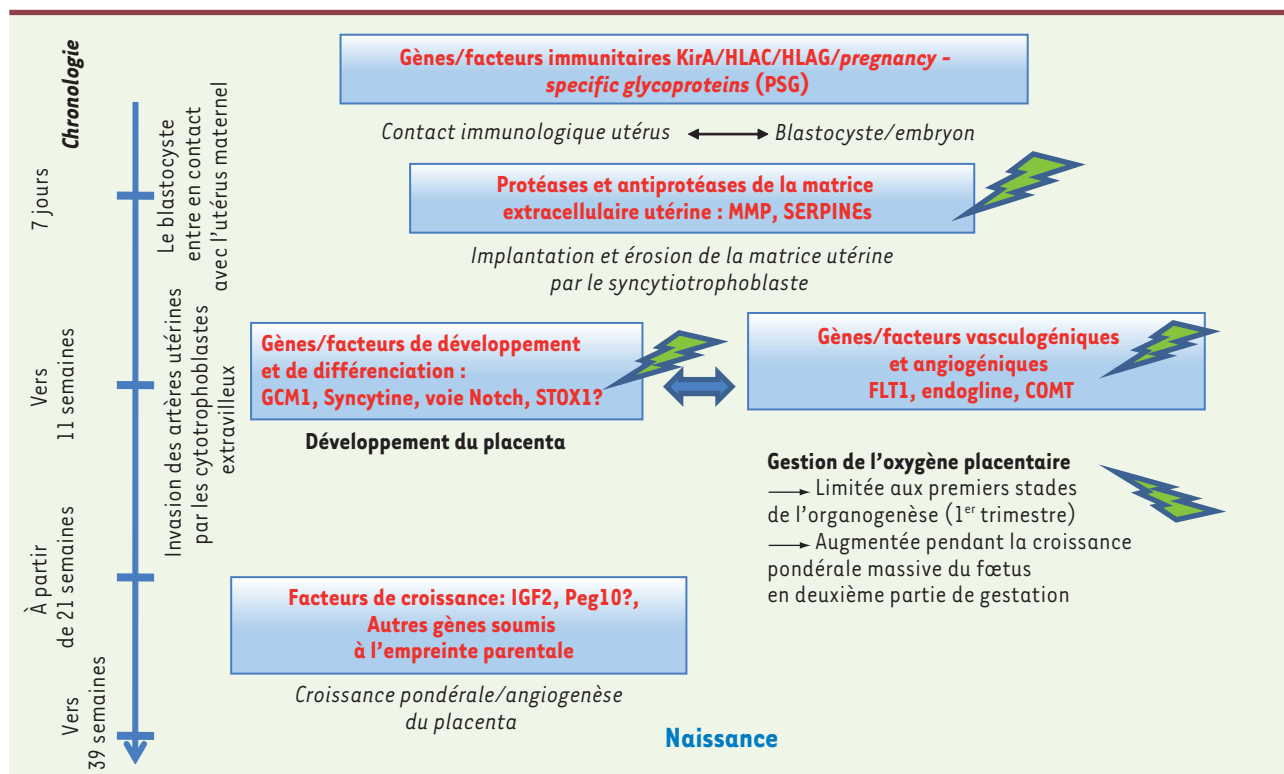 Chronologie
Gènes/facteurs immunitaires KirA/HLAC/HLAG/pregnancy -
specific glycoproteins (PSG)
Contact immunologique utérus
Blastocyste/embryon
7 jours
Le blastocyste
entre en contact
avec l'utérus maternel
Protéases et antiprotéases de la matrice
extracellulaire utérine : MMP, SERPINEs
Implantation et érosion de la matrice utérine
par le syncytiotrophoblaste
Vers
11 semaines
Invasion des artères utérines
par les cytotrophoblastes
extravilleux
Gènes/facteurs de développement
et de différenciation :
GCM1, Syncytine, voie Notch, STOX1?
Développement du placenta
Gènes/facteurs vasculogéniques
et angiogéniques
FLT1, endogline, COMT
Gestion de l'oxygène placentaire
Limitée aux premiers stades
de l'organogenèse (1er trimestre)
Augmentée pendant la croissance
pondérale massive du fœtus
en deuxième partie de gestation
À partir
de 21 semaines
Facteurs de croissance: IGF2, Peg10?,
Autres gènes soumis
à l'empreinte parentale
Croissance pondérale/angiogenèse
du placenta
Vers
39 semaines
Naissance